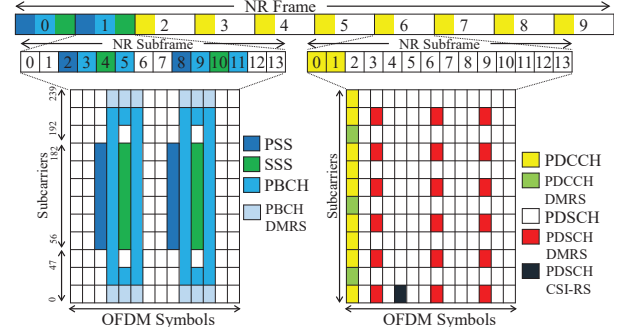 NR Frame
0 1 2 3 4 5 6 7 8 9
NR Subframe
NR Subframe
0 1 2 3 4 5 6 7 8 9 10 11 12 13
0 1 2 3 4 5 6 7 8 9 10 11 12 13
Subcarriers
239
192
182
56
47
0
PSS
SSS
PBCH
PBCH
DMRS
OFDM Symbols
Subcarriers
PDCCH
PDCCH
DMRS
PDSCH
PDSCH
DMRS
PDSCH
CSI-RS
OFDM Symbols